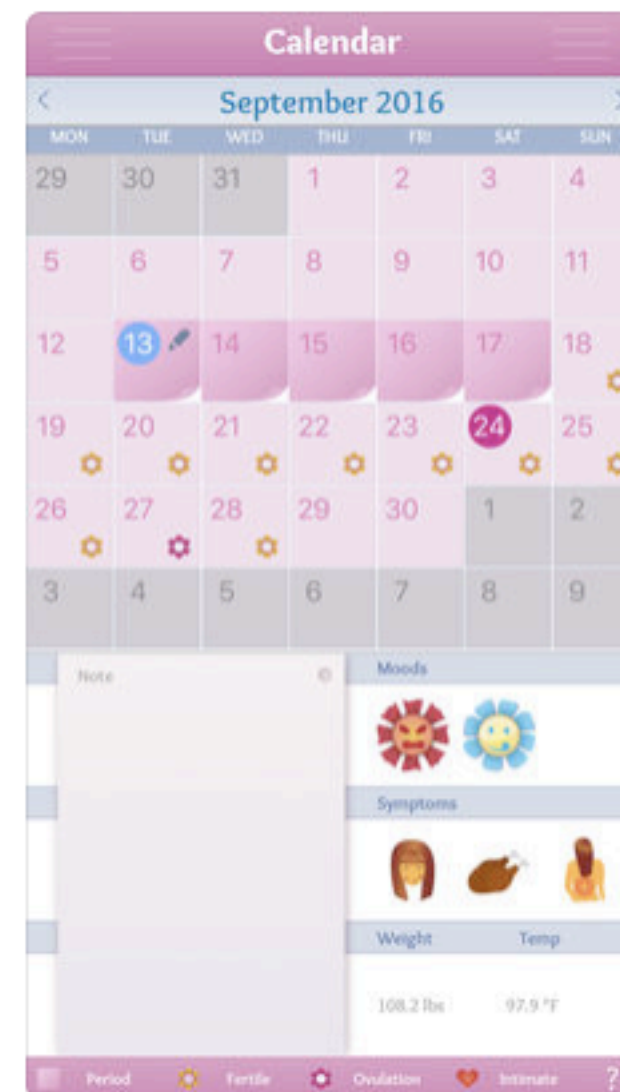 Calendar
September 2016
MON TUE WED THU FRI SAT SUN
29 30 31 1 2 3 4
5 6 7 8 9 10 11
12 13 14 15 16 17 18
19 20 21 22 23 24 25
26 27 28 29 30 1 2
3 4 5 6 7 8 9
Note
Moods
Symptoms
Weight Temp
108.2 lbs 97.9 °F
Period Fertile Ovulation Intimate ?